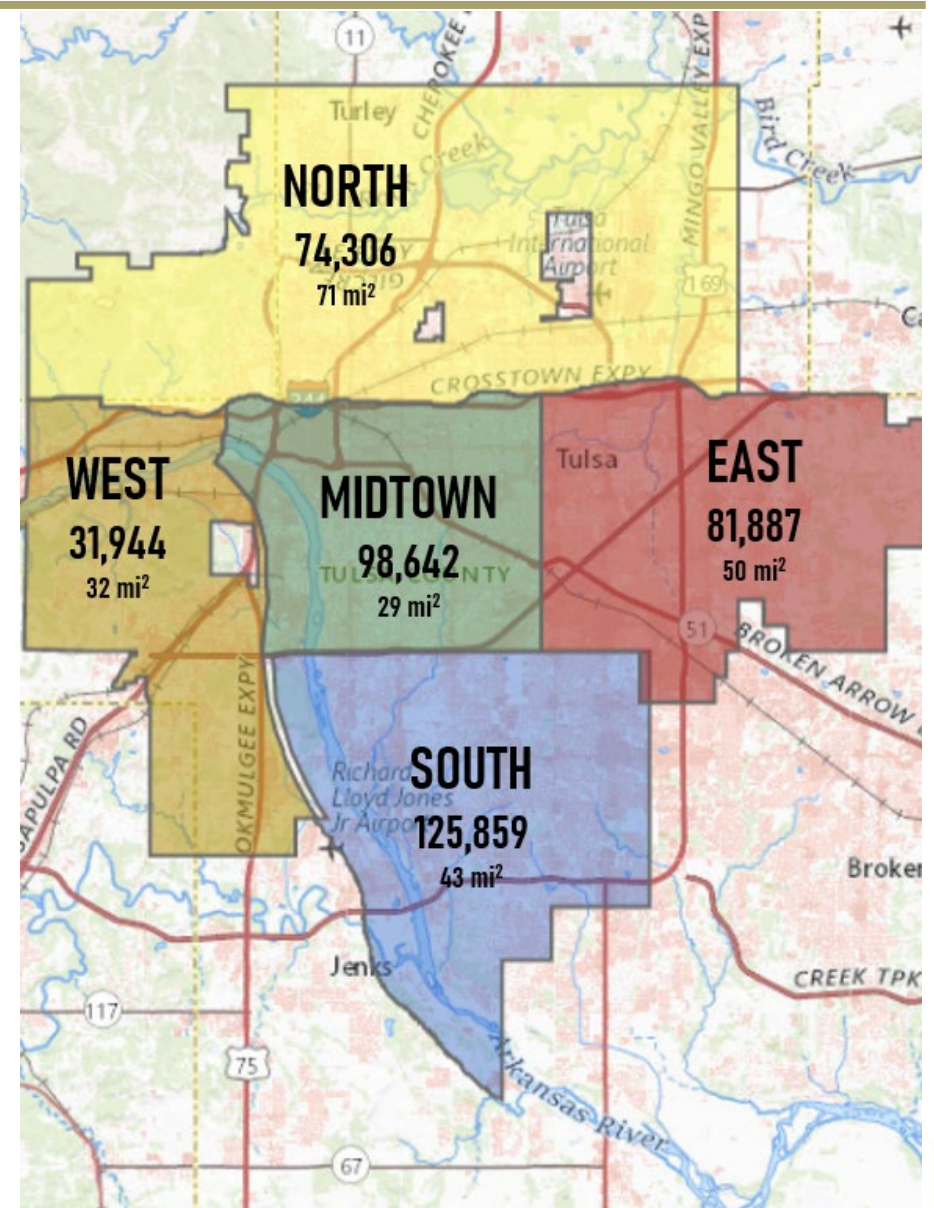 11
CHEROKEE
MINGO VALLEY EXP
Turley
Bird Creek
Creek
NORTH
74,306
71 mi²
Tulsa
International
Airport
169
CROSSTOWN EXPY
244
WEST
31,944
32 mi²
MIDTOWN
98,642
29 mi²
TULSA COUNTY
Tulsa
EAST
81,887
50 mi²
51
BROKEN ARROW
OKMULGEE EXPY
SAPULPA RD
SOUTH
125,859
43 mi²
Richard
Lloyd Jones
Jr Airport
Broker
Jenks
CREEK TPK
117
75
Arkansas River
67